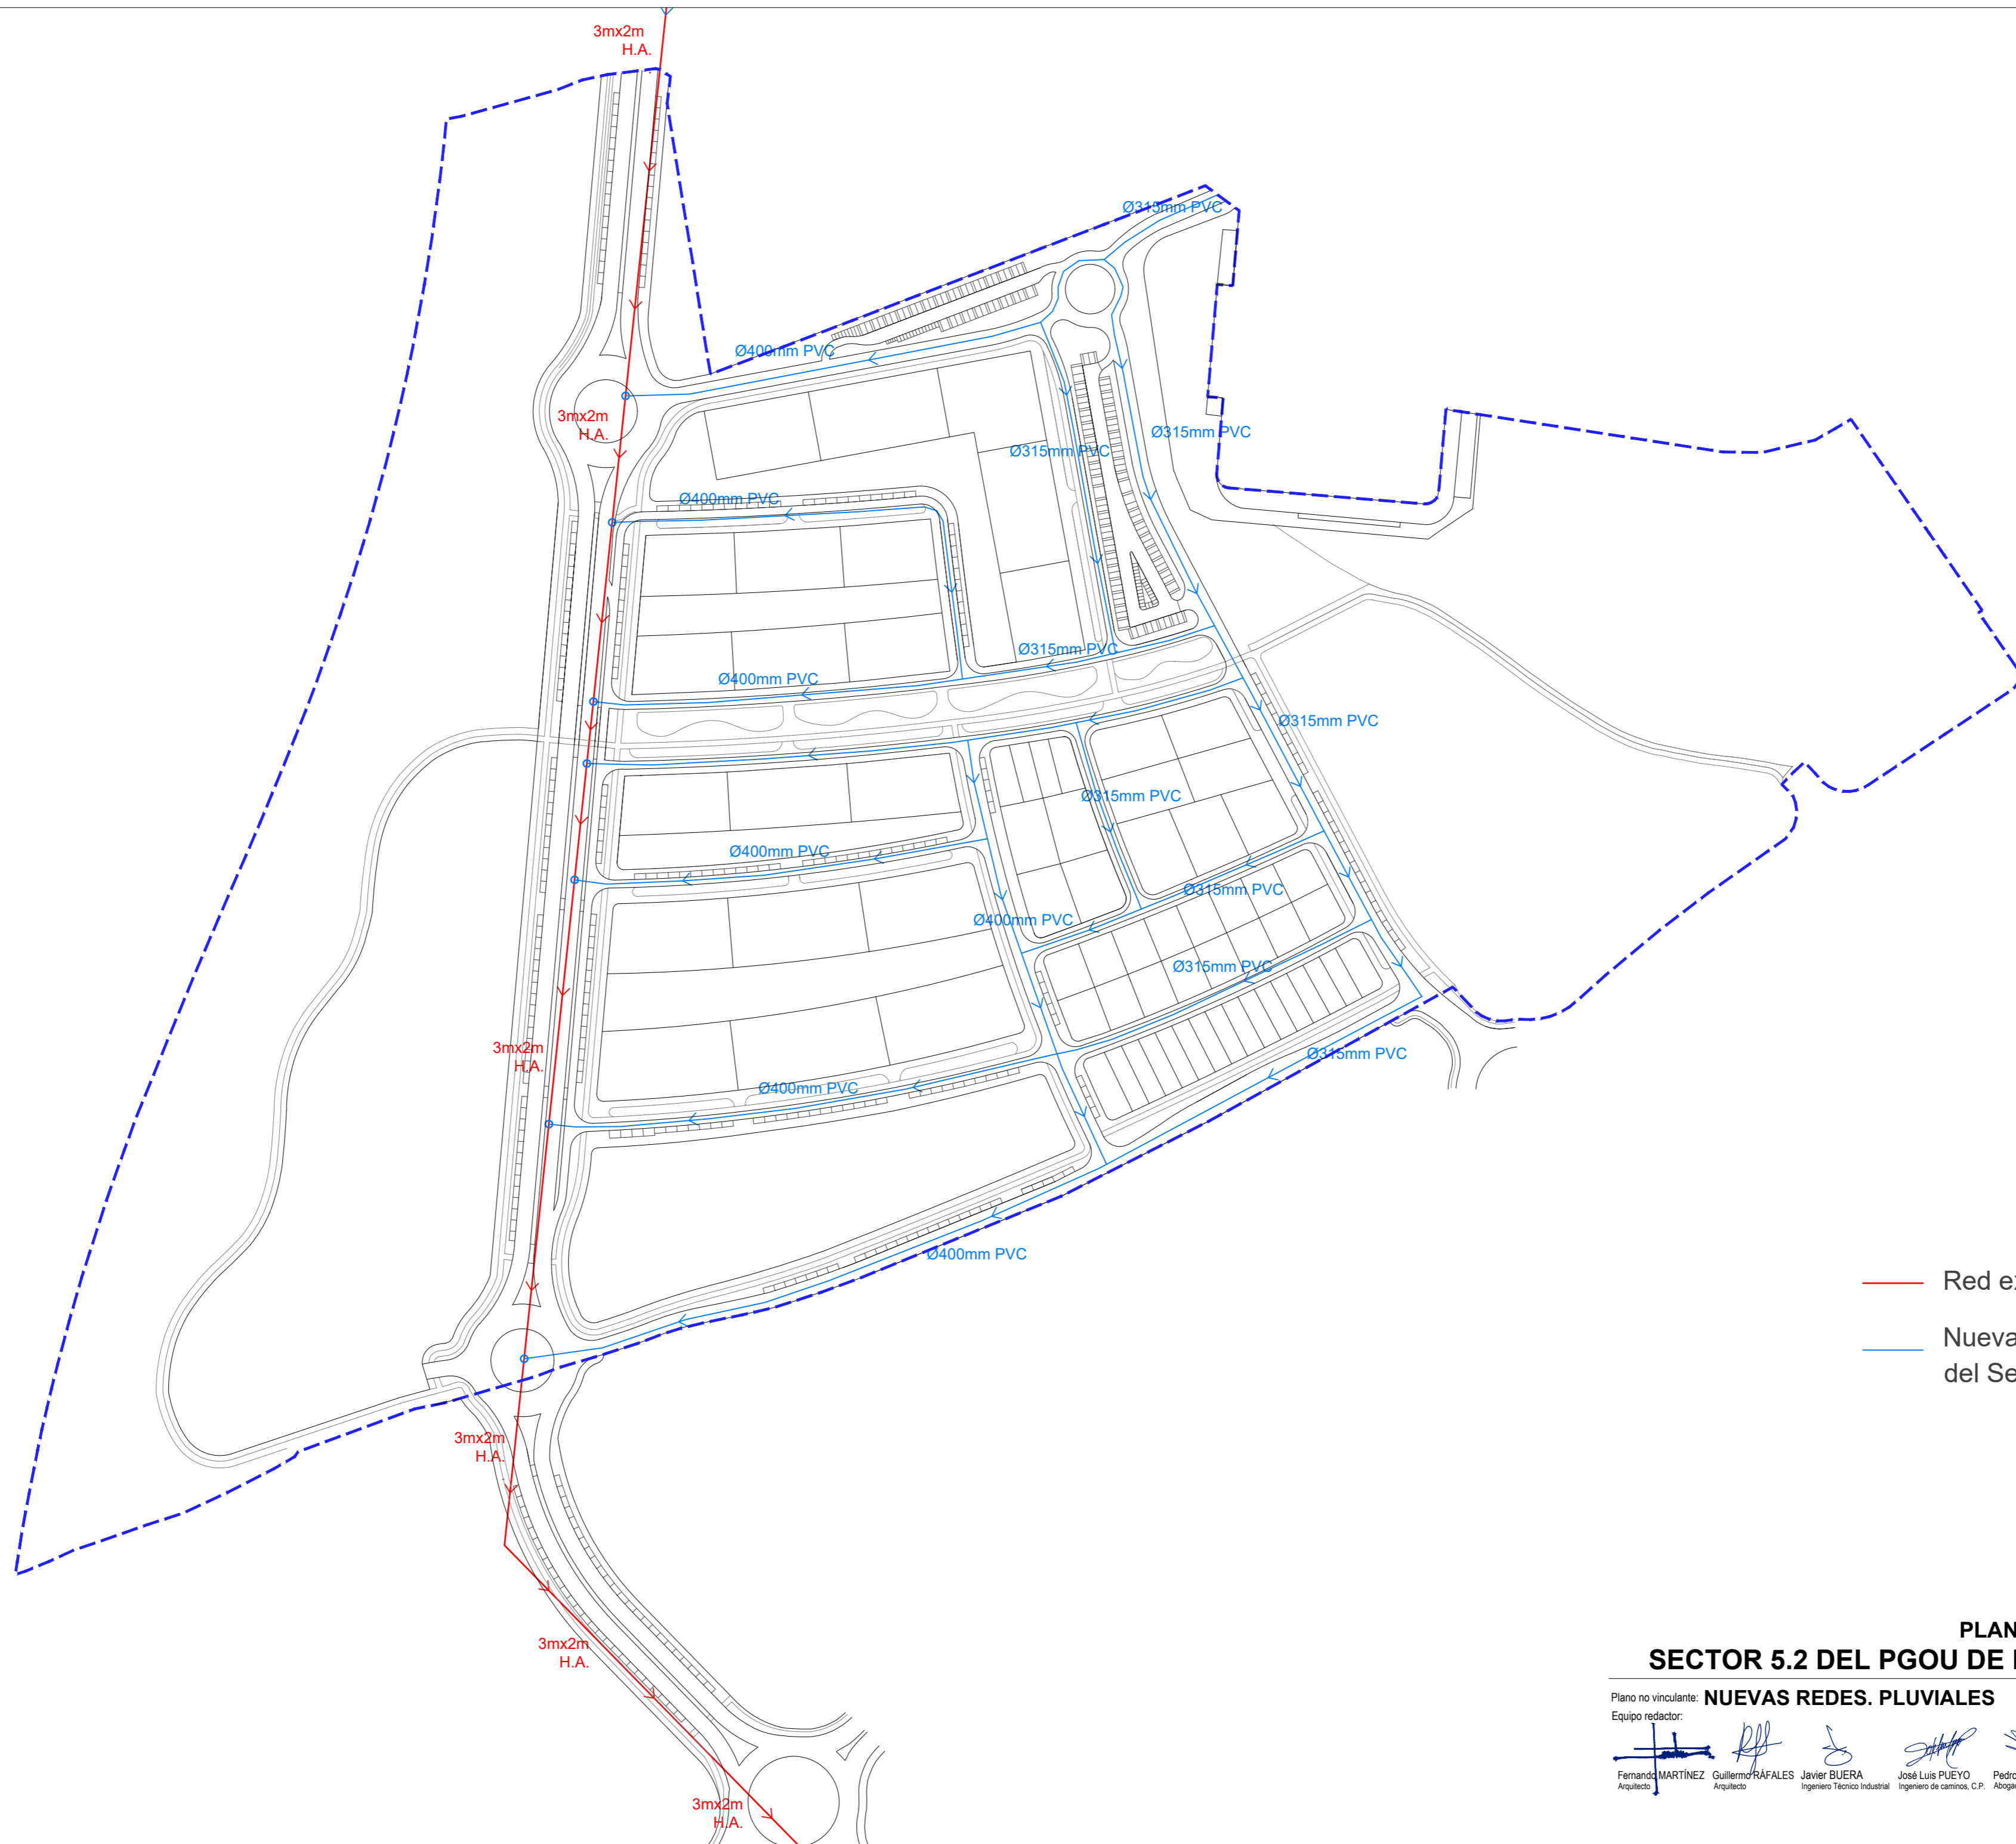 3mx2m
H.A.
Ø315mm PVC
Ø400mm PVC
3mx2m
H.A.
Ø315mm PVC
Ø315mm PVC
Ø400mm PVC
Ø315mm PVC
Ø400mm PVC
Ø315mm PVC
Ø315mm PVC
Ø400mm PVC
Ø315mm PVC
Ø400mm PVC
Ø315mm PVC
3mx2m
H.A.
Ø315mm PVC
Ø400mm PVC
Ø400mm PVC
Red
Nueva
del
3mx2m
H.A.
3mx2m
H.A.
PLAN
SECTOR 5.2 DEL PGOU DE
Plano no vinculante: NUEVAS REDES. PLUVIALES
Equipo redactor:
Fernando MARTÍNEZ Guillermo RÁFALES Javier BUERA José Luis PUEYO Pedro
Arquitecto Arquitecto Ingeniero Técnico Industrial Ingeniero de caminos, C.P.
3mx2m
H.A.